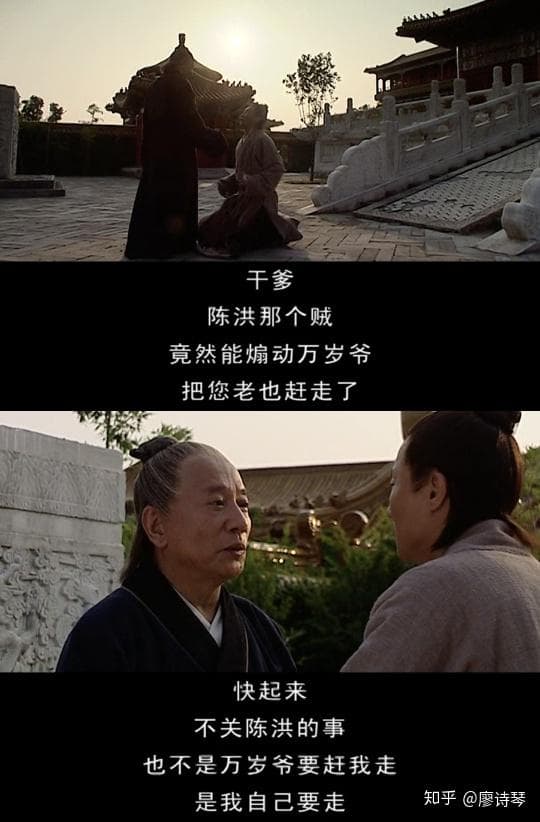 干爹
陈洪那个贼
竟然能煽动万岁爷
把您老也赶走了
快起来
不关陈洪的事
也不是万岁爷要赶我走
是我自己要走
知乎 @廖诗琴